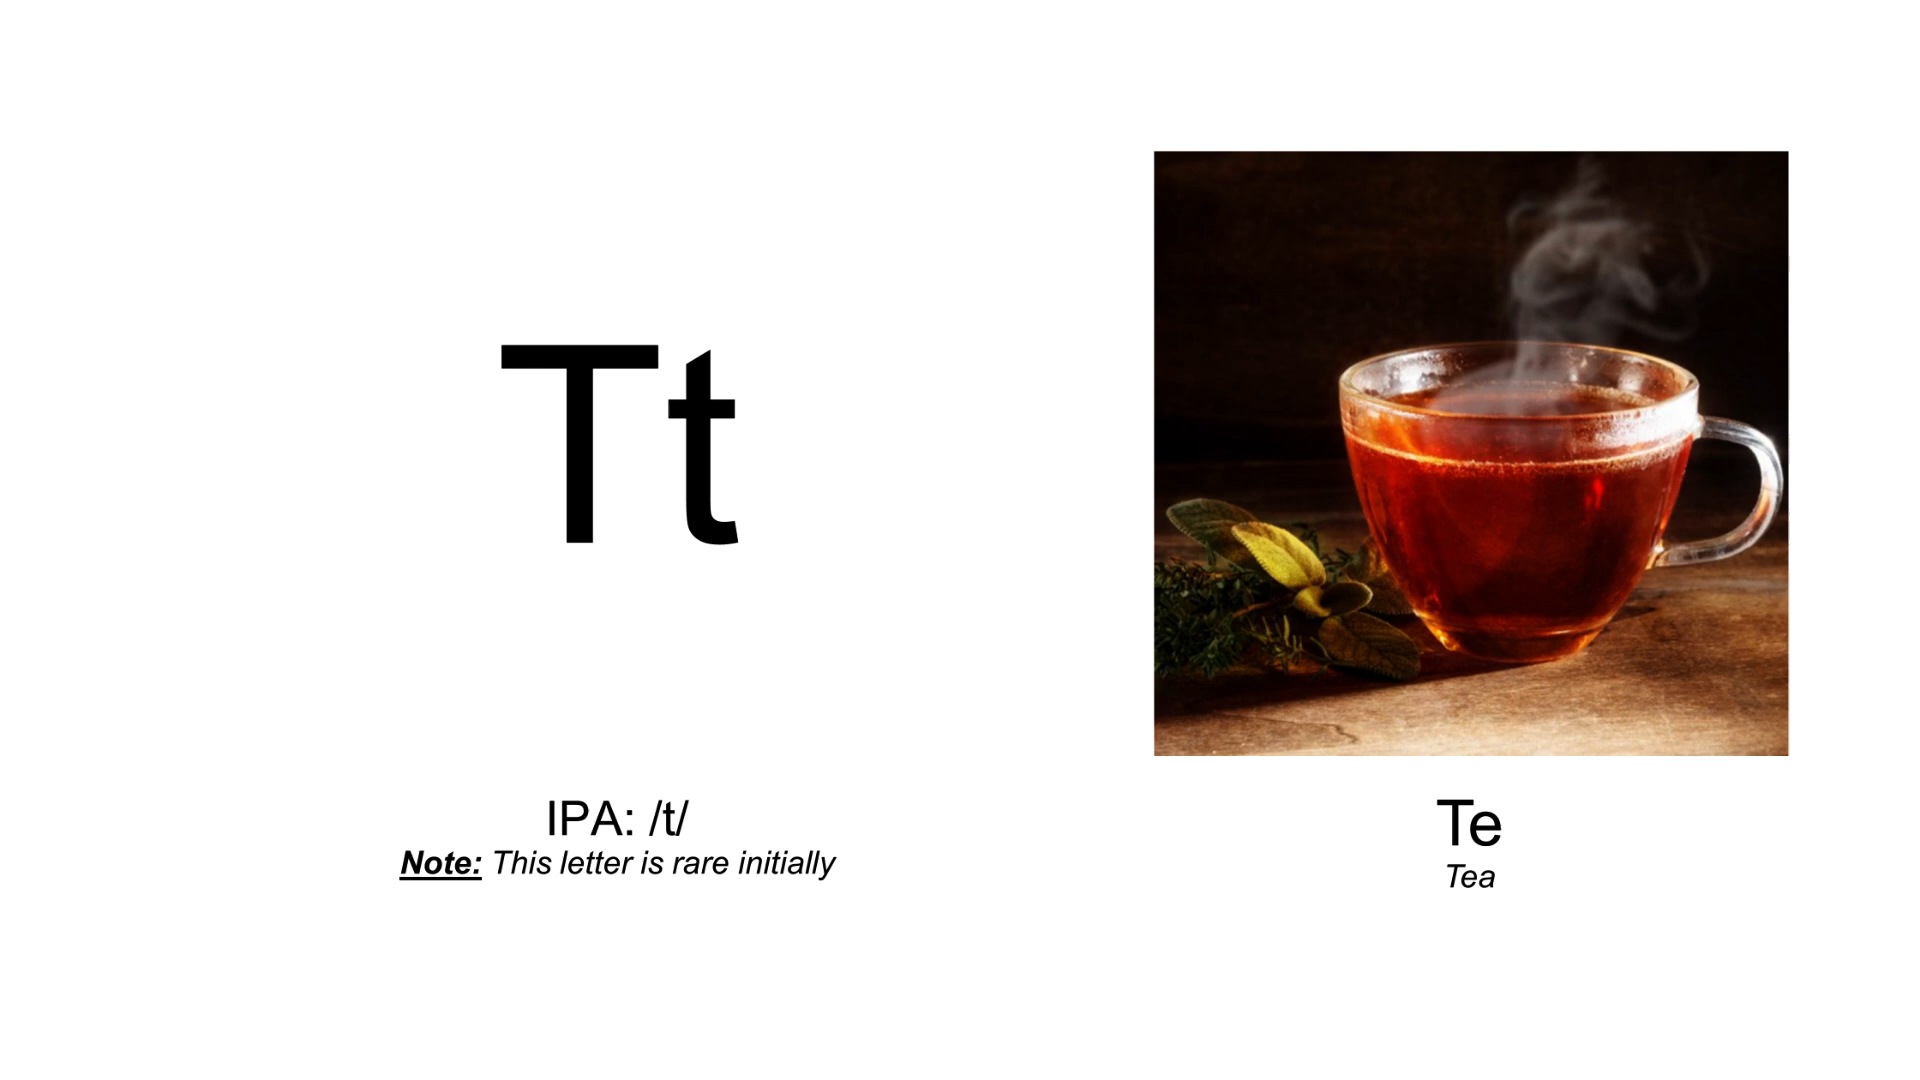 Tt
IPA: /t/
Note: This letter is rare initially
Te
Tea